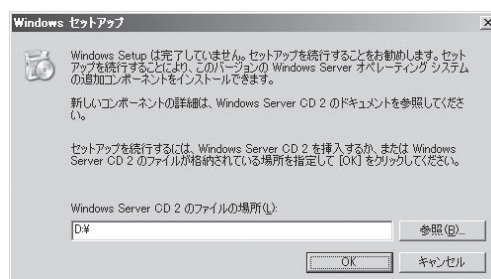 Windows セットアップ
Windows Setup は完了していません。セットアップを続行することをお勧めします。セット
アップを続行することにより、このバージョンの Windows Server オペレーティング システム
の追加コンポーネントをインストールできます。
新しいコンポーネントの詳細は、Windows Server CD 2 のドキュメントを参照してくださ
い。
セットアップを続行するには、Windows Server CD 2 を挿入するか、または Windows
Server CD 2 のファイルが格納されている場所を指定して [OK] をクリックしてください。
Windows Server CD 2 のファイルの場所(L):
D:¥
参照(B)...
OK
キャンセル